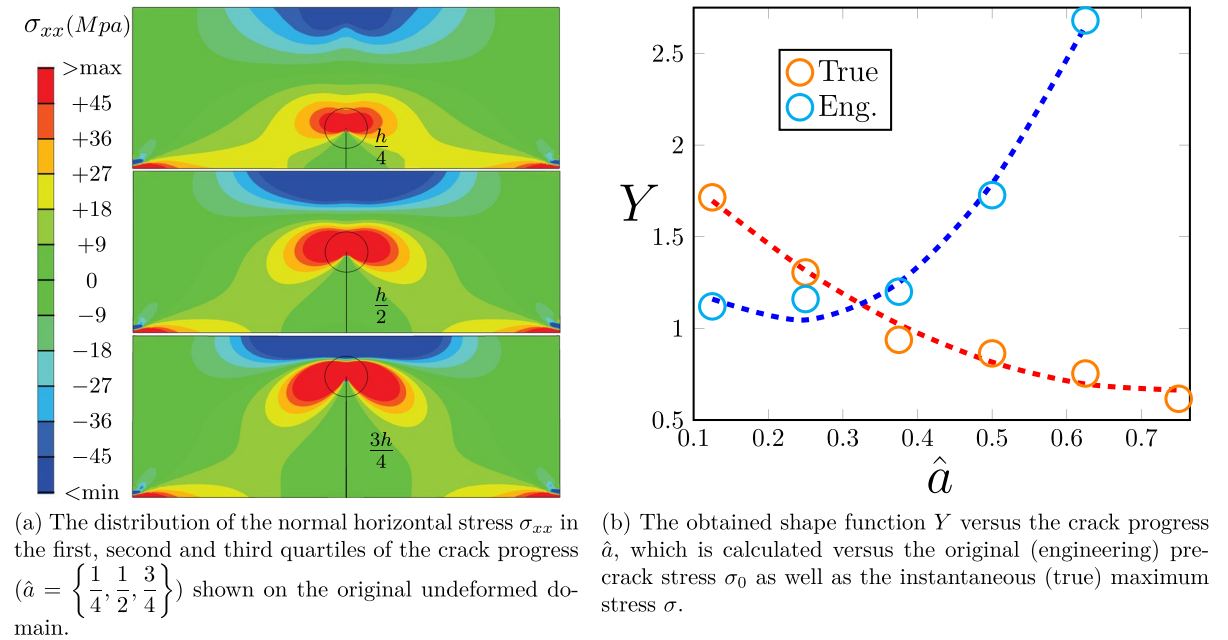 σxx(Mpa)
>max
+45
+36
+27
+18
+9
0
−9
−18
−27
−36
−45
<min
h/4
h/2
3h/4
(a) The distribution of the normal horizontal stress σxx in
the first, second and third quartiles of the crack progress
(â = {1/4, 1/2, 3/4}) shown on the original undeformed do-
main.
2.5
2
1.5
1
0.5
Y
True
Eng.
0.1 0.2 0.3 0.4 0.5 0.6 0.7
â
(b) The obtained shape function Y versus the crack progress
â, which is calculated versus the original (engineering) pre-
crack stress σ0 as well as the instantaneous (true) maximum
stress σ.